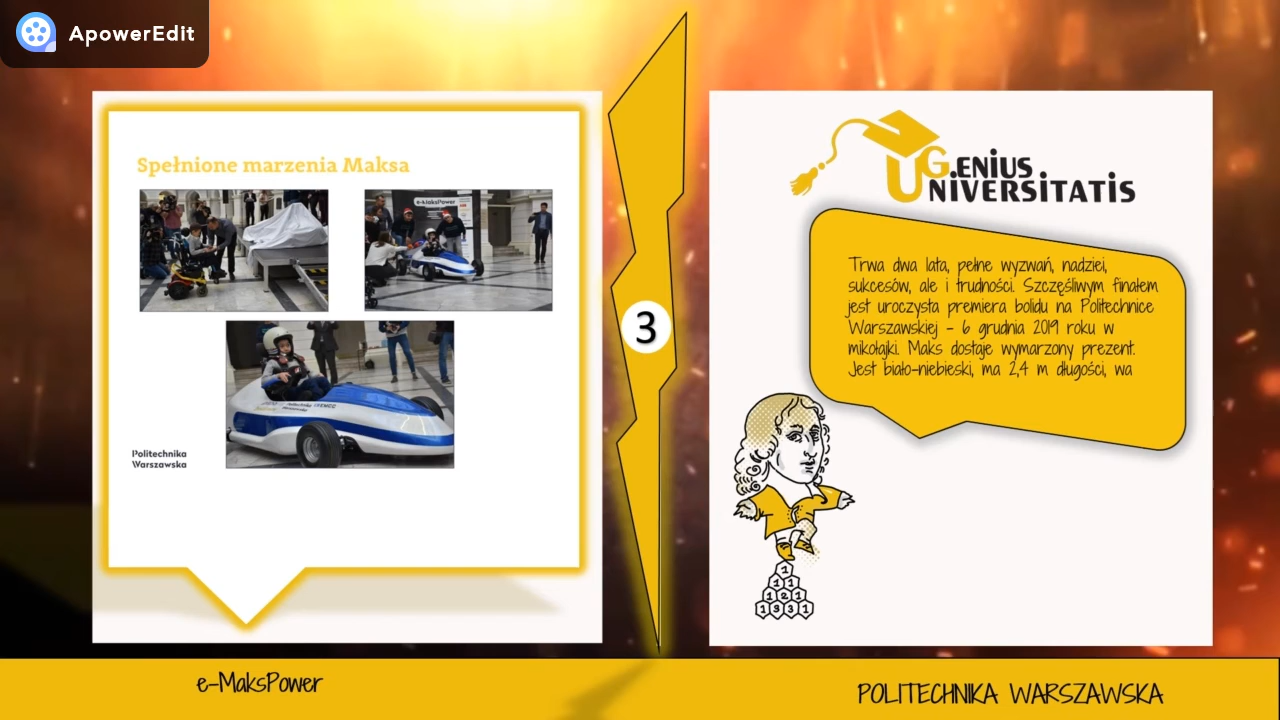 ApowerEdit
Spełnione marzenia Maksa
e-MaksPower
Politechnika
Warszawska
3
G.ENIUS
UNIVERSITATIS
Trwa dwa lata, pełne wyzwań, nadziei,
sukcesów, ale i trudności. Szczęśliwym finałem
jest uroczysta premiera bolidu na Politechnice
Warszawskiej - 6 grudnia 2019 roku w
mikołajki. Maks dostaje wymarzony prezent.
Jest biało-niebieski, ma 2,4 m długości, wa
1
1 1
1 2 1
1 3 3 1
e-MaksPower
POLITECHNIKA WARSZAWSKA